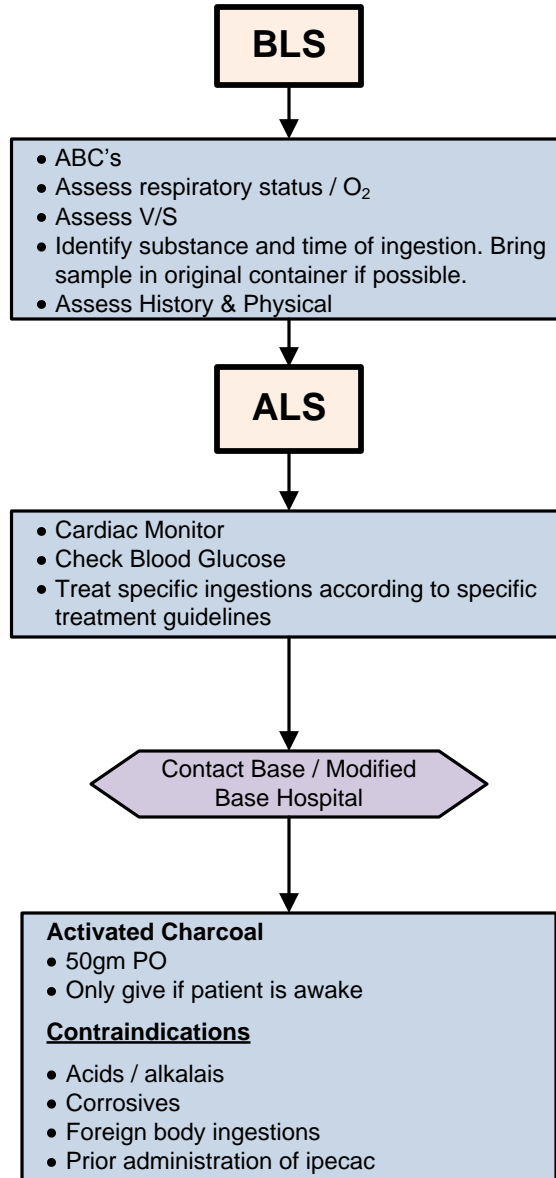 BLS
• ABC's
• Assess respiratory status / O₂
• Assess V/S
• Identify substance and time of ingestion. Bring
sample in original container if possible.
• Assess History & Physical
ALS
• Cardiac Monitor
• Check Blood Glucose
• Treat specific ingestions according to specific
treatment guidelines
Contact Base / Modified
Base Hospital
Activated Charcoal
• 50gm PO
• Only give if patient is awake
Contraindications
• Acids / alkalais
• Corrosives
• Foreign body ingestions
• Prior administration of ipecac